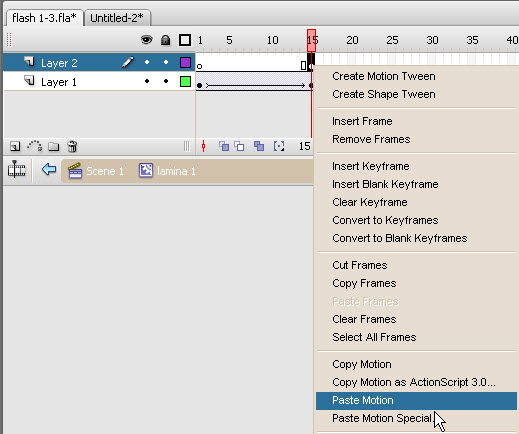 flash 1-3.fla* Untitled-2*
1 5 10 15 20 25 30 35 40
Layer 2
Layer 1
15
Scene 1 lamina 1
Create Motion Tween
Create Shape Tween
Insert Frame
Remove Frames
Insert Keyframe
Insert Blank Keyframe
Clear Keyframe
Convert to Keyframes
Convert to Blank Keyframes
Cut Frames
Copy Frames
Paste Frames
Clear Frames
Select All Frames
Copy Motion
Copy Motion as ActionScript 3.0...
Paste Motion
Paste Motion Special